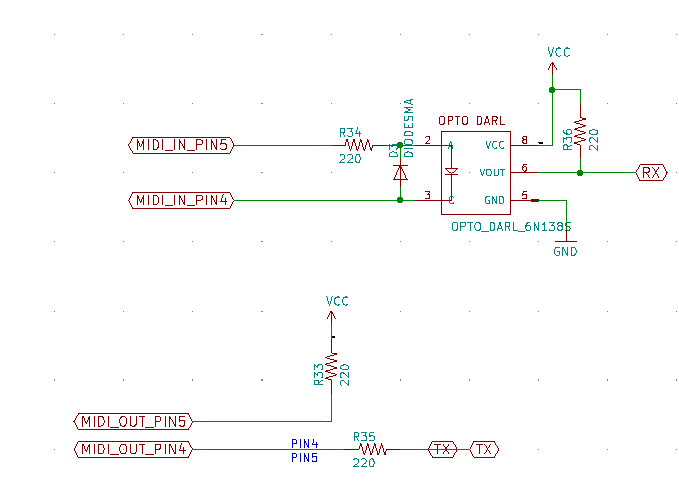 VCC
OPTO DARL
MIDI_IN_PIN5
R34
220
DIODESMA
2
A
VCC
8
R36
220
VOUT
6
RX
MIDI_IN_PIN4
3
C
GND
5
OPTO_DARL_6N138S
GND
VCC
R33
220
MIDI_OUT_PIN5
MIDI_OUT_PIN4
PIN4
PIN5
R35
220
TX
TX